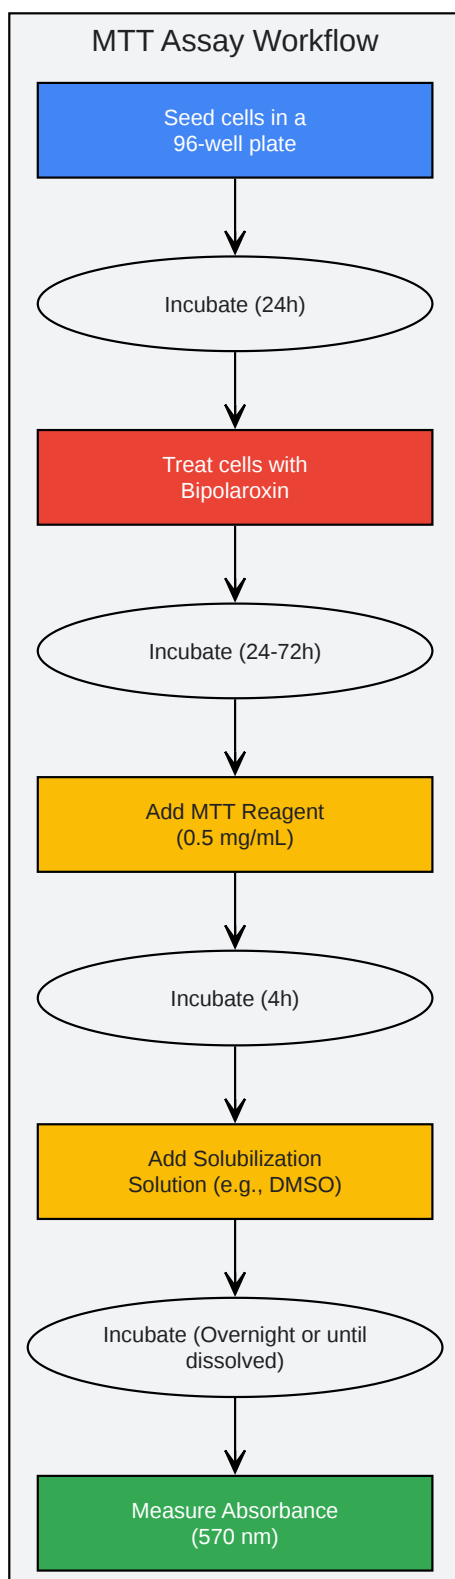 MTT Assay Workflow
Seed cells in a
96-well plate
Incubate (24h)
Treat cells with
Bipolaroxin
Incubate (24-72h)
Add MTT Reagent
(0.5 mg/mL)
Incubate (4h)
Add Solubilization
Solution (e.g., DMSO)
Incubate (Overnight or until
dissolved)
Measure Absorbance
(570 nm)